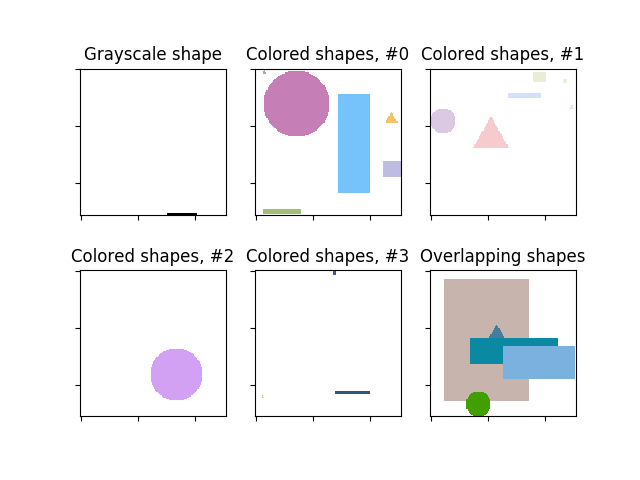 Grayscale shape
Colored shapes, #0
Colored shapes, #1
Colored shapes, #2
Colored shapes, #3
Overlapping shapes